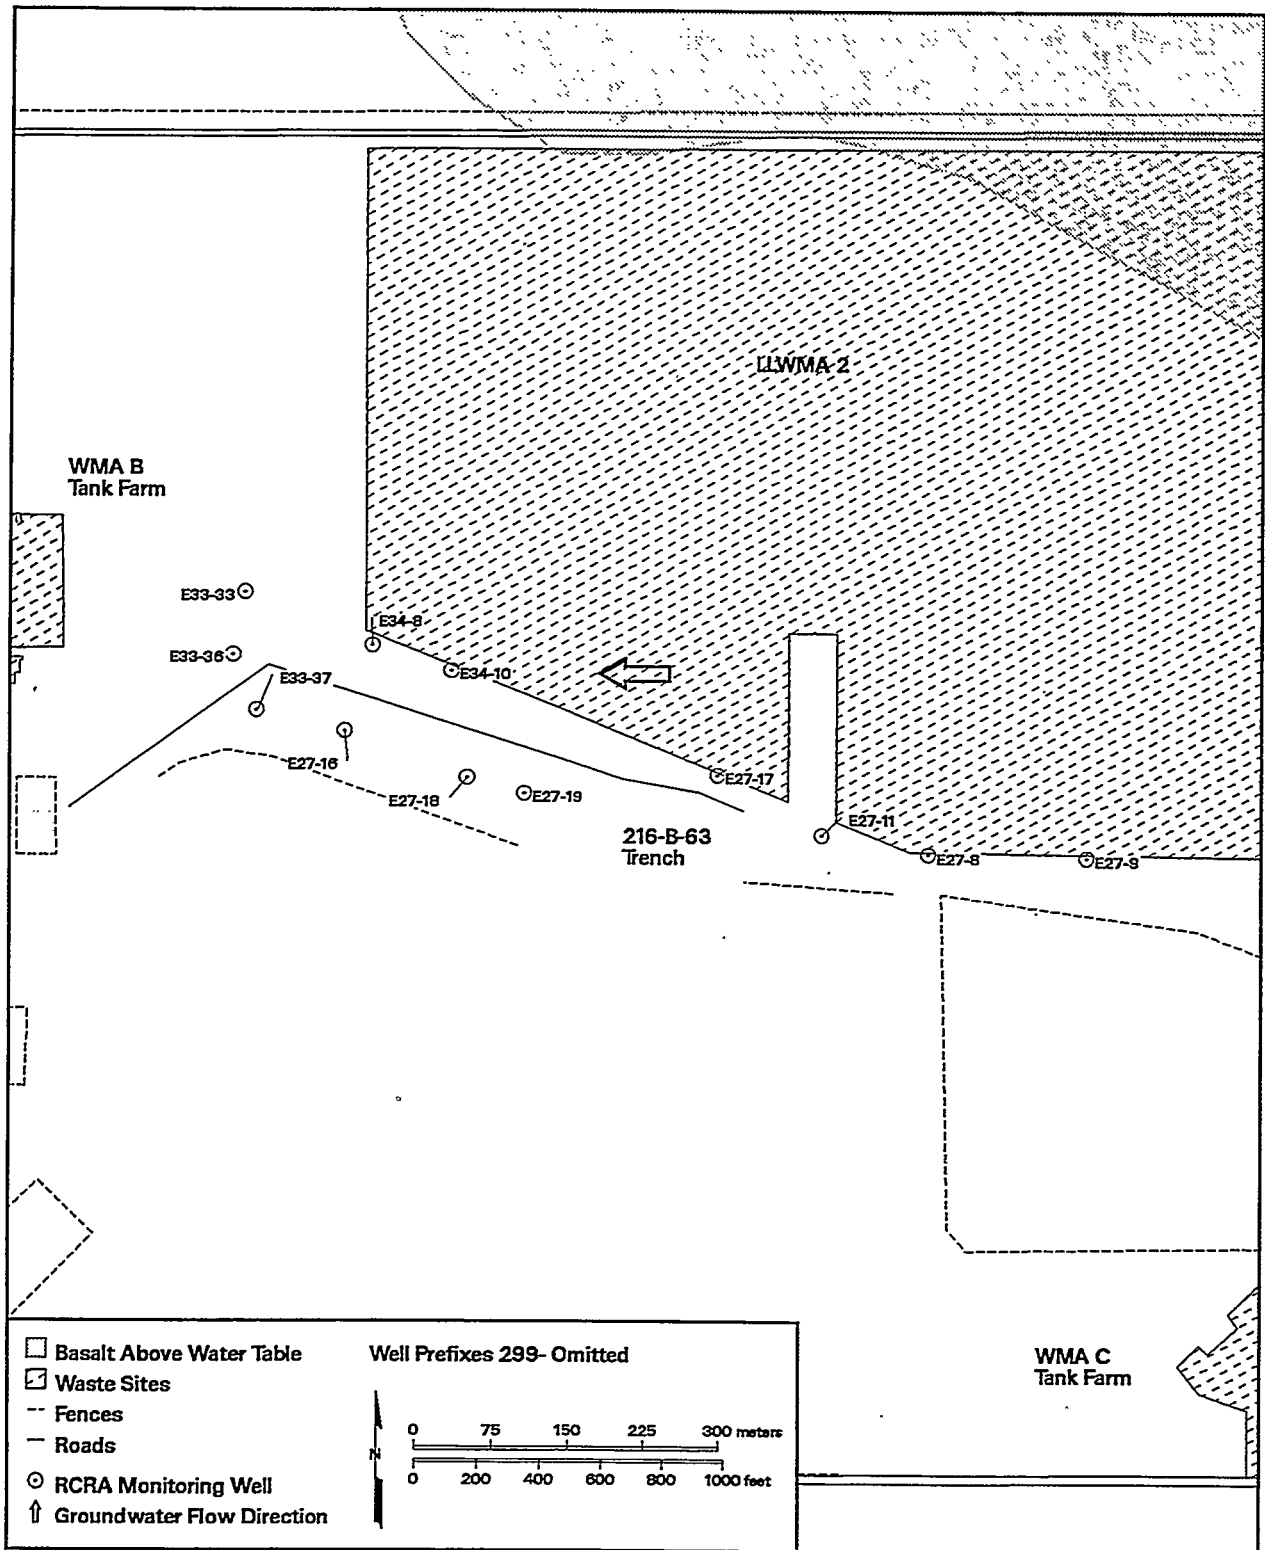 LLWMA 2
WMA B
Tank Farm
E33-33
E34-8
E33-36
E34-10
E33-37
E27-16
E27-17
E27-18
E27-19
E27-11
216-B-63
Trench
E27-8
E27-9
WMA C
Tank Farm
Basalt Above Water Table
Waste Sites
Fences
Roads
RCRA Monitoring Well
Groundwater Flow Direction
Well Prefixes 299- Omitted
N
0 75 150 225 300 meters
0 200 400 600 800 1000 feet